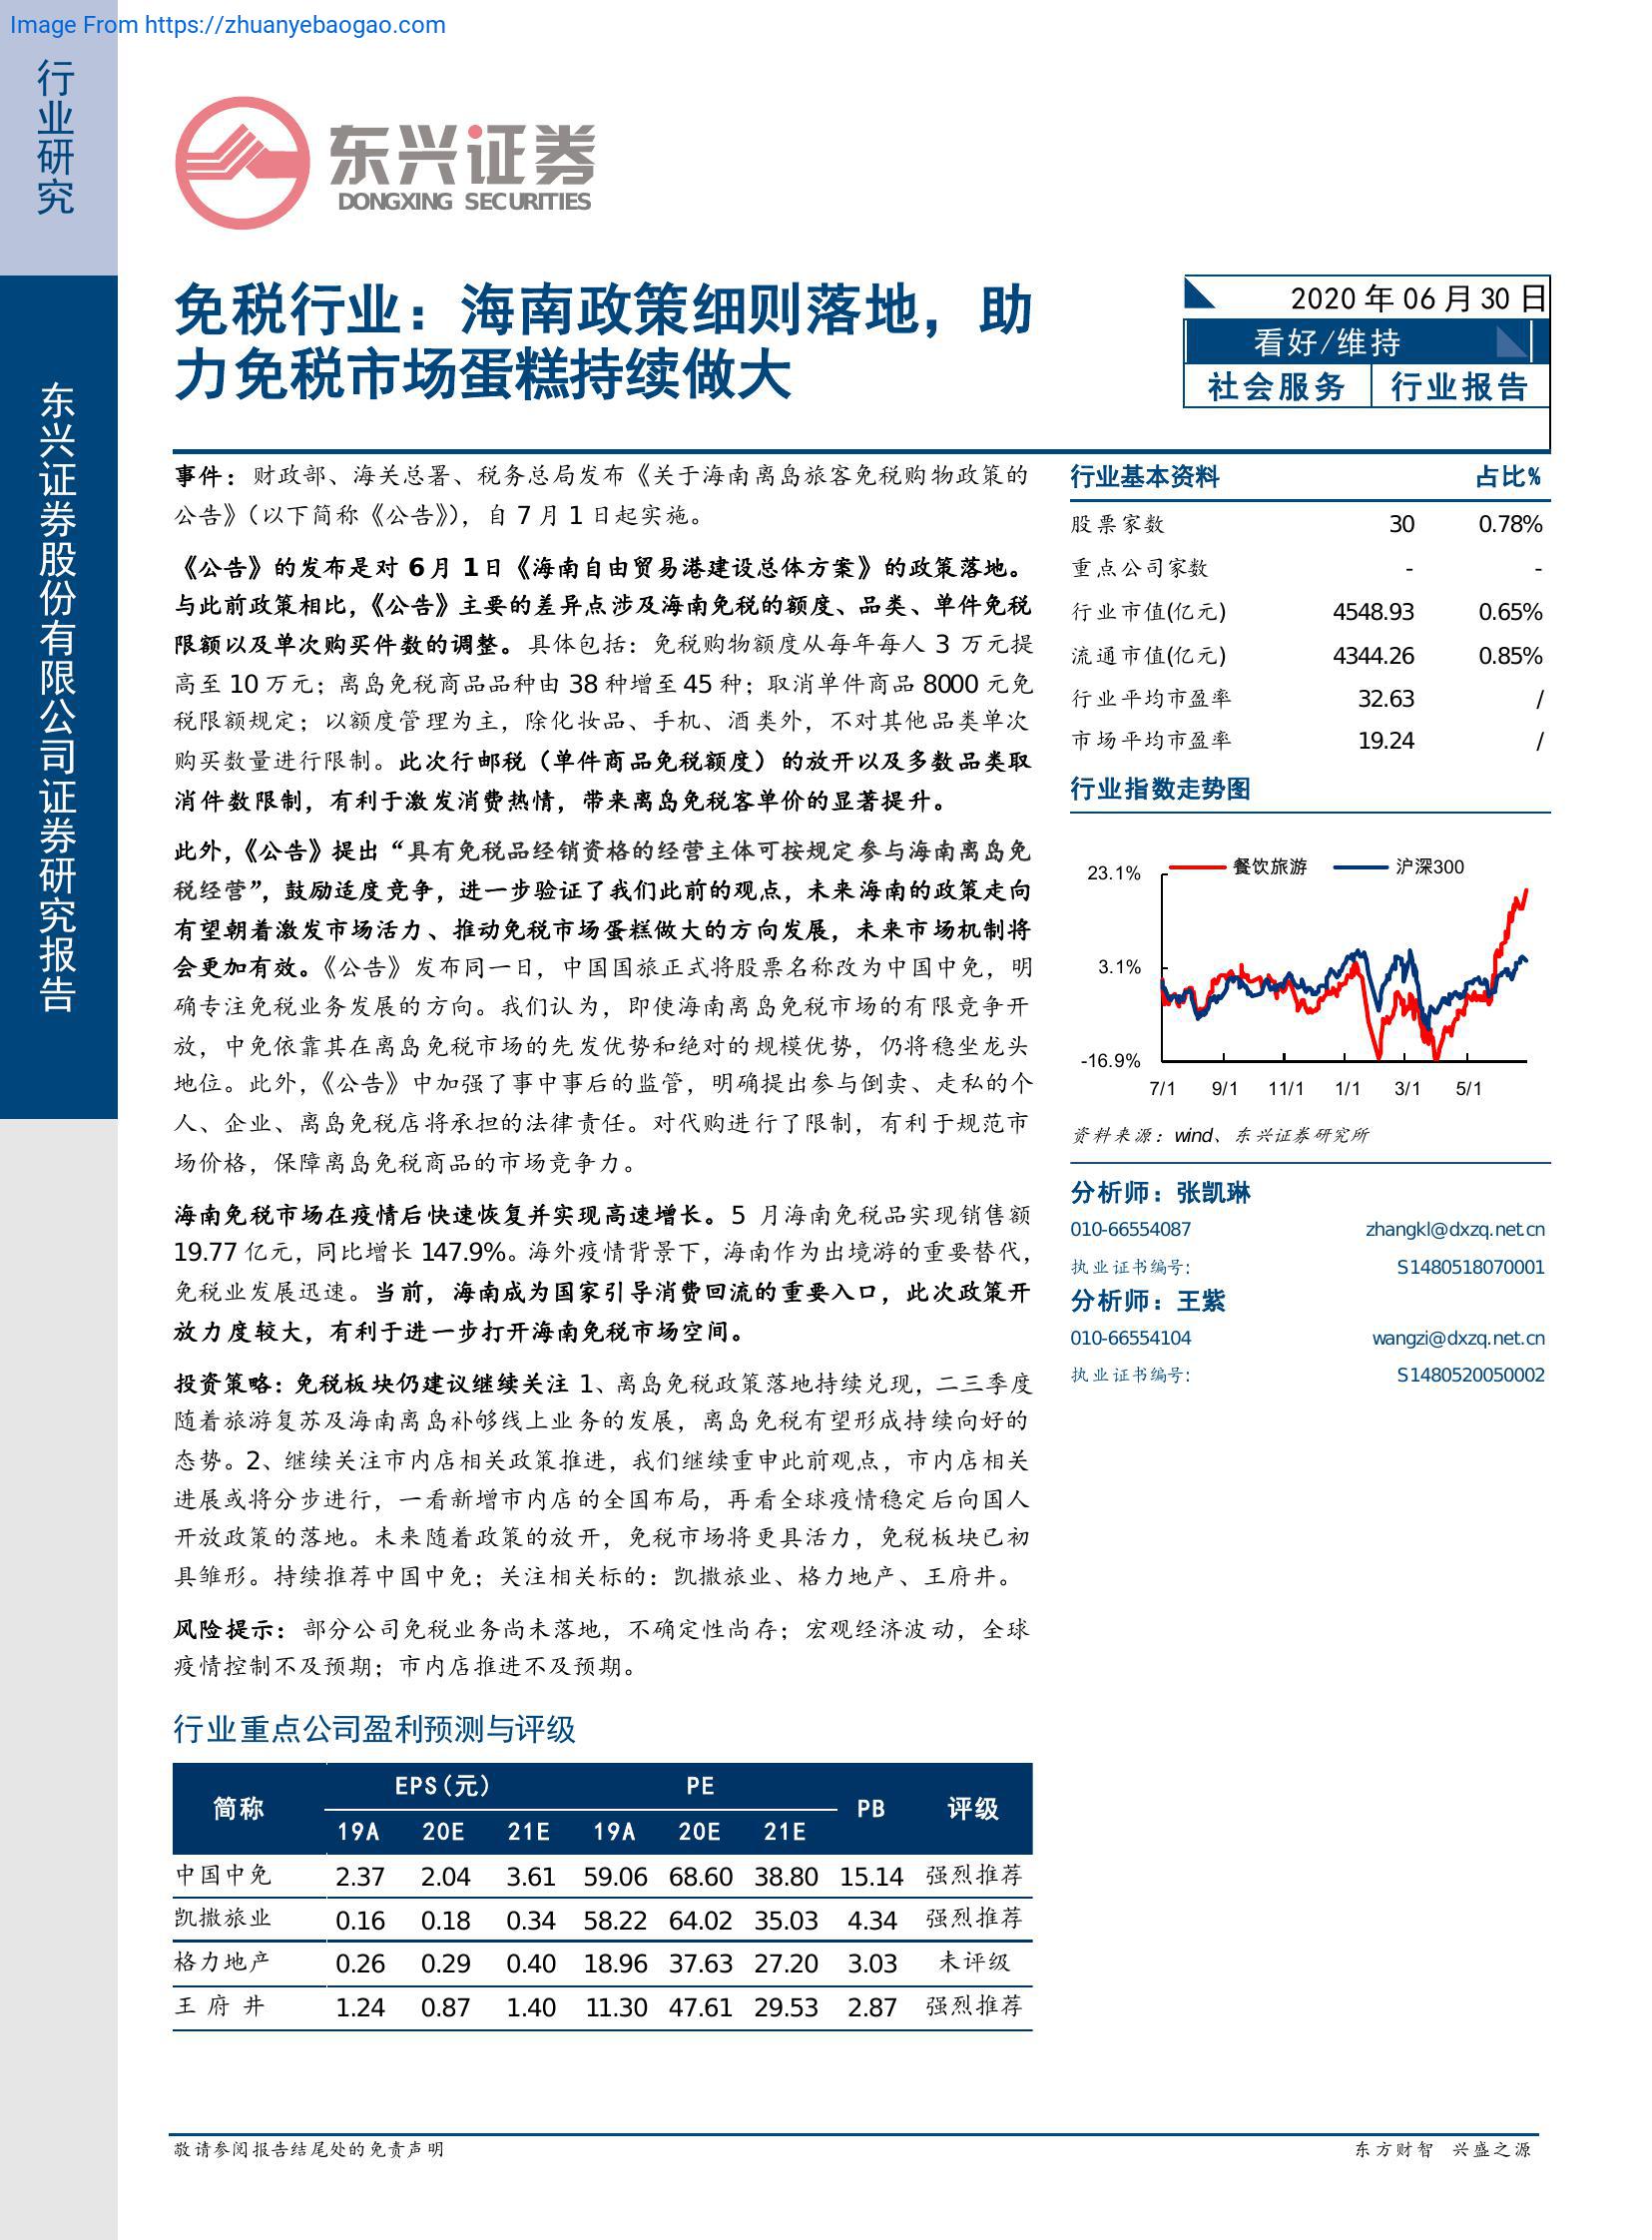 Image From https://zhuanyebaogao.com
行业研究
东兴证券股份有限公司证券研究报告
东兴证券
DONGXING SECURITIES
免税行业：海南政策细则落地，助
力免税市场蛋糕持续做大
2020 年 06 月 30 日
看好/维持
社会服务 行业报告
事件：财政部、海关总署、税务总局发布《关于海南离岛旅客免税购物政策的
公告》（以下简称《公告》），自 7 月 1 日起实施。
《公告》的发布是对 6 月 1 日《海南自由贸易港建设总体方案》的政策落地。
与此前政策相比，《公告》主要的差异点涉及海南免税的额度、品类、单件免税
限额以及单次购买件数的调整。具体包括：免税购物额度从每年每人 3 万元提
高至 10 万元；离岛免税商品品种由 38 种增至 45 种；取消单件商品 8000 元免
税限额规定；以额度管理为主，除化妆品、手机、酒类外，不对其他品类单次
购买数量进行限制。此次行邮税（单件商品免税额度）的放开以及多数品类取
消件数限制，有利于激发消费热情，带来离岛免税客单价的显著提升。
此外，《公告》提出“具有免税品经销资格的经营主体可按规定参与海南离岛免
税经营”，鼓励适度竞争，进一步验证了我们此前的观点，未来海南的政策走向
有望朝着激发市场活力、推动免税市场蛋糕做大的方向发展，未来市场机制将
会更加有效。《公告》发布同一日，中国国旅正式将股票名称改为中国中免，明
确专注免税业务发展的方向。我们认为，即使海南离岛免税市场的有限竞争开
放，中免依靠其在离岛免税市场的先发优势和绝对的规模优势，仍将稳坐龙头
地位。此外，《公告》中加强了事中事后的监管，明确提出参与倒卖、走私的个
人、企业、离岛免税店将承担的法律责任。对代购进行了限制，有利于规范市
场价格，保障离岛免税商品的市场竞争力。
海南免税市场在疫情后快速恢复并实现高速增长。5 月海南免税品实现销售额
19.77 亿元，同比增长 147.9%。海外疫情背景下，海南作为出境游的重要替代，
免税业发展迅速。当前，海南成为国家引导消费回流的重要入口，此次政策开
放力度较大，有利于进一步打开海南免税市场空间。
投资策略：免税板块仍建议继续关注 1、离岛免税政策落地持续兑现，二三季度
随着旅游复苏及海南离岛补够线上业务的发展，离岛免税有望形成持续向好的
态势。2、继续关注市内店相关政策推进，我们继续重申此前观点，市内店相关
进展或将分步进行，一看新增市内店的全国布局，再看全球疫情稳定后向国人
开放政策的落地。未来随着政策的放开，免税市场将更具活力，免税板块已初
具雏形。持续推荐中国中免；关注相关标的：凯撒旅业、格力地产、王府井。
风险提示：部分公司免税业务尚未落地，不确定性尚存；宏观经济波动，全球
疫情控制不及预期；市内店推进不及预期。
行业重点公司盈利预测与评级
简称 EPS(元) PE PB 评级
19A 20E 21E 19A 20E 21E
中国中免 2.37 2.04 3.61 59.06 68.60 38.80 15.14 强烈推荐
凯撒旅业 0.16 0.18 0.34 58.22 64.02 35.03 4.34 强烈推荐
格力地产 0.26 0.29 0.40 18.96 37.63 27.20 3.03 未评级
王 府 井 1.24 0.87 1.40 11.30 47.61 29.53 2.87 强烈推荐
行业基本资料 占比%
股票家数 30 0.78%
重点公司家数 - -
行业市值(亿元) 4548.93 0.65%
流通市值(亿元) 4344.26 0.85%
行业平均市盈率 32.63 /
市场平均市盈率 19.24 /
行业指数走势图
餐饮旅游 沪深300
23.1%
3.1%
-16.9%
7/1 9/1 11/1 1/1 3/1 5/1
资料来源：wind、东兴证券研究所
分析师：张凯琳
010-66554087 zhangkl@dxzq.net.cn
执业证书编号: S1480518070001
分析师：王紫
010-66554104 wangzi@dxzq.net.cn
执业证书编号: S1480520050002
敬请参阅报告结尾处的免责声明
东方财智 兴盛之源